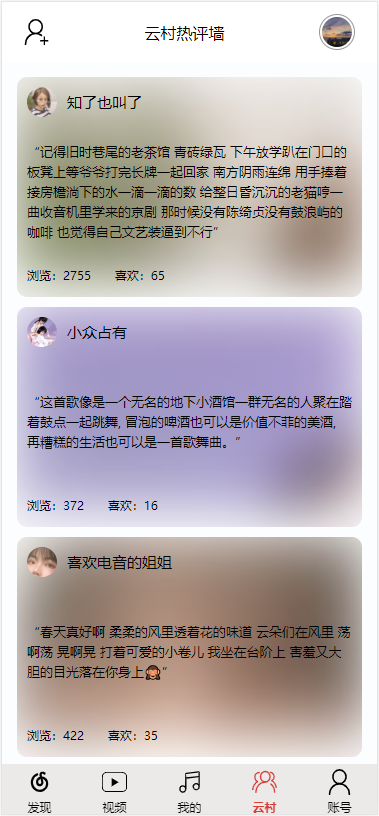 云村热评墙
知了也叫了
“记得旧时巷尾的老茶馆 青砖绿瓦 下午放学趴在门口的
板凳上等爷爷打完长牌一起回家 南方阴雨连绵 用手捧着
接房檐淌下的水一滴一滴的数 给整日昏沉沉的老猫哼一
曲收音机里学来的京剧 那时候没有陈绮贞没有鼓浪屿的
咖啡 也觉得自己文艺装逼到不行”
浏览：2755 喜欢：65
小众占有
“这首歌像是一个无名的地下小酒馆一群无名的人聚在踏
着鼓点一起跳舞, 冒泡的啤酒也可以是价值不菲的美酒,
再糟糕的生活也可以是一首歌舞曲。”
浏览：372 喜欢：16
喜欢电音的姐姐
“春天真好啊 柔柔的风里透着花的味道 云朵们在风里 荡
啊荡 晃啊晃 打着可爱的小卷儿 我坐在台阶上 害羞又大
胆的目光落在你身上🙈”
浏览：422 喜欢：35
发现 视频 我的 云村 账号